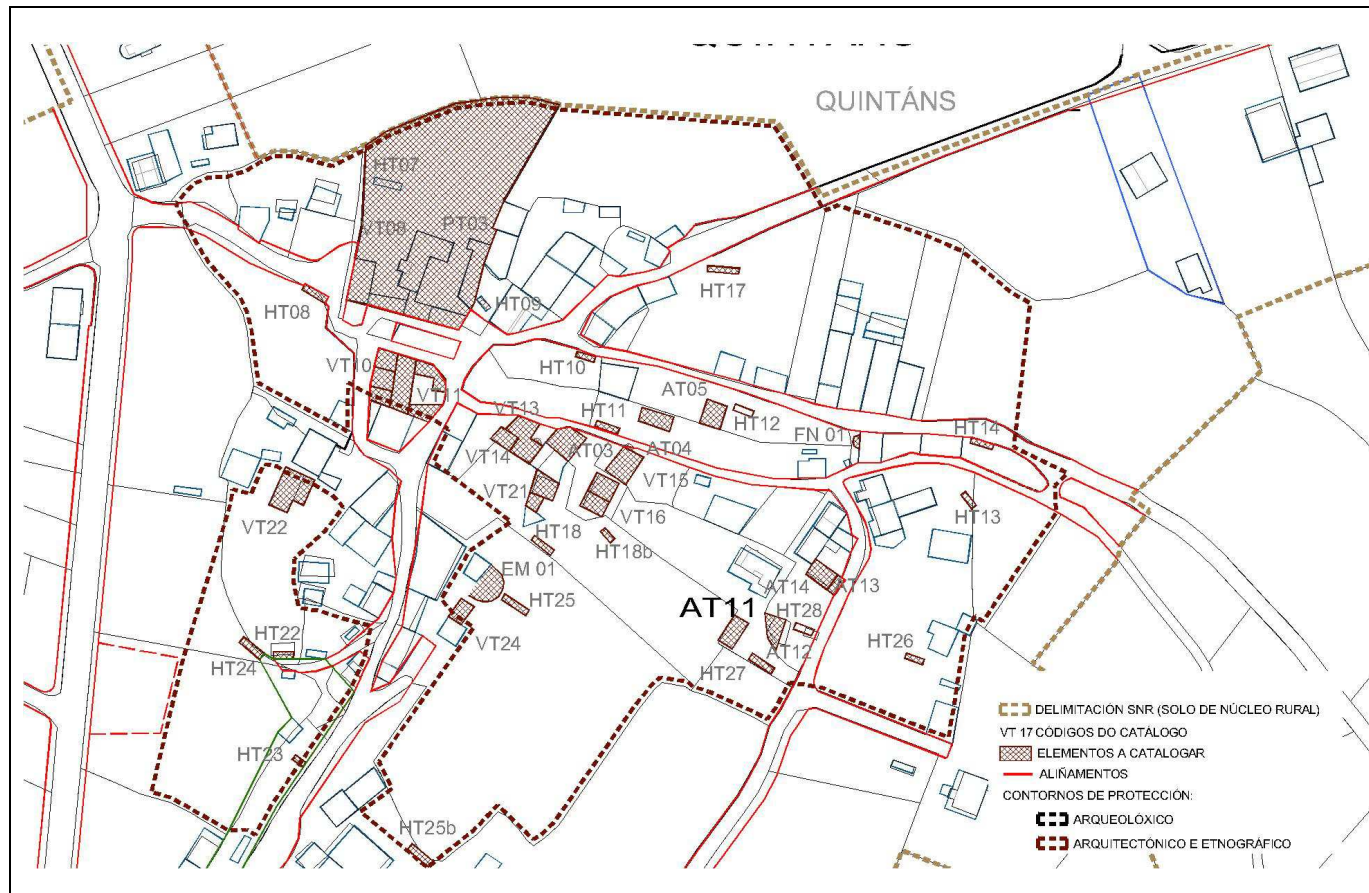 QUINTÁNS
HT07
VT08
PT03
HT08
HT09
HT17
VT10
VT11
HT10
AT05
VT13
HT11
HT12
VT14
AT03
AT04
FN 01
HT14
VT15
VT21
VT16
VT22
HT18
HT18b
HT13
EM 01
HT25
AT14
AT13
AT11
HT28
VT24
AT12
HT22
HT24
HT27
HT26
HT23
HT25b
DELIMITACIÓN SNR (SOLO DE NÚCLEO RURAL)
VT 17 CÓDIGOS DO CATÁLOGO
ELEMENTOS A CATALOGAR
ALIÑAMENTOS
CONTORNOS DE PROTECCIÓN:
ARQUEOLÓXICO
ARQUITECTÓNICO E ETNOGRÁFICO